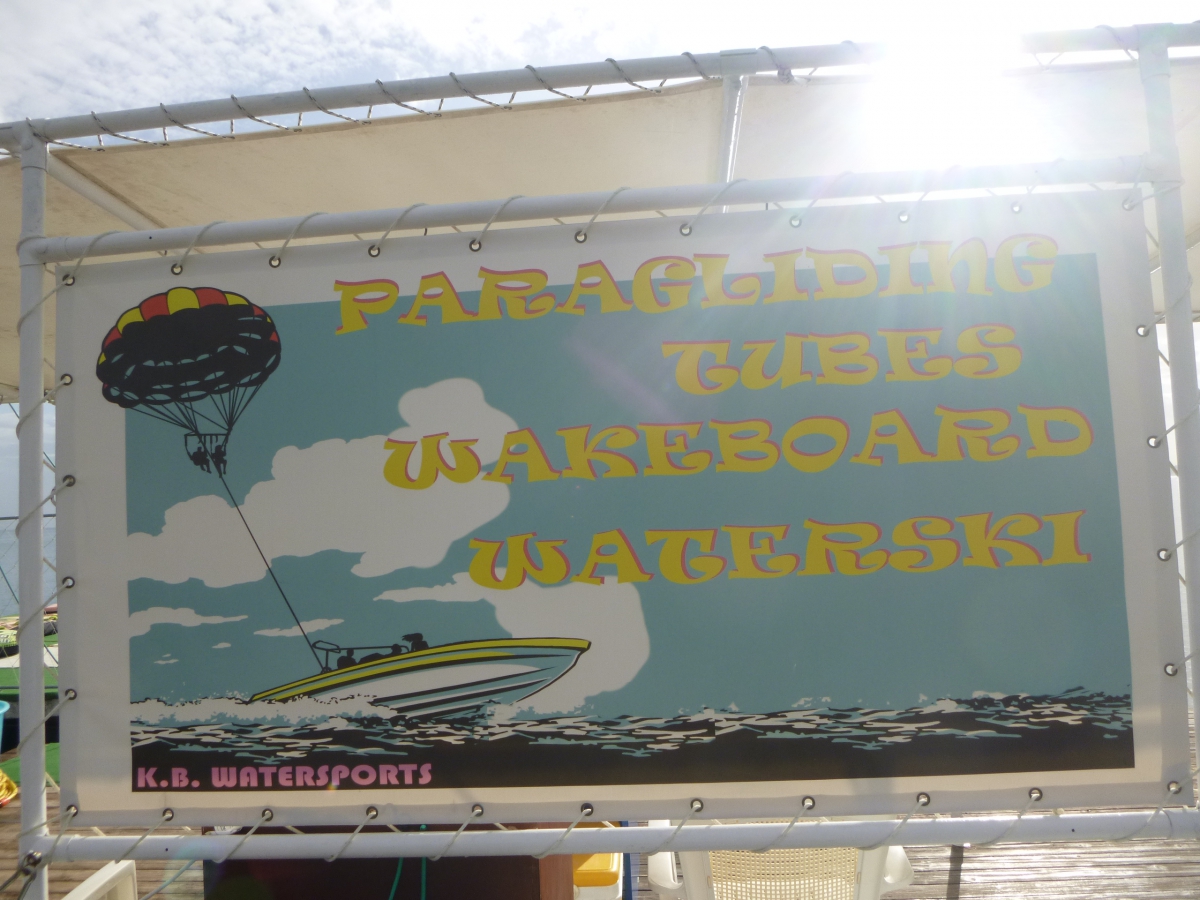 PARAGLIDING
TUBES
WAKEBOARD
WATERSKI
K.B. WATERSPORTS